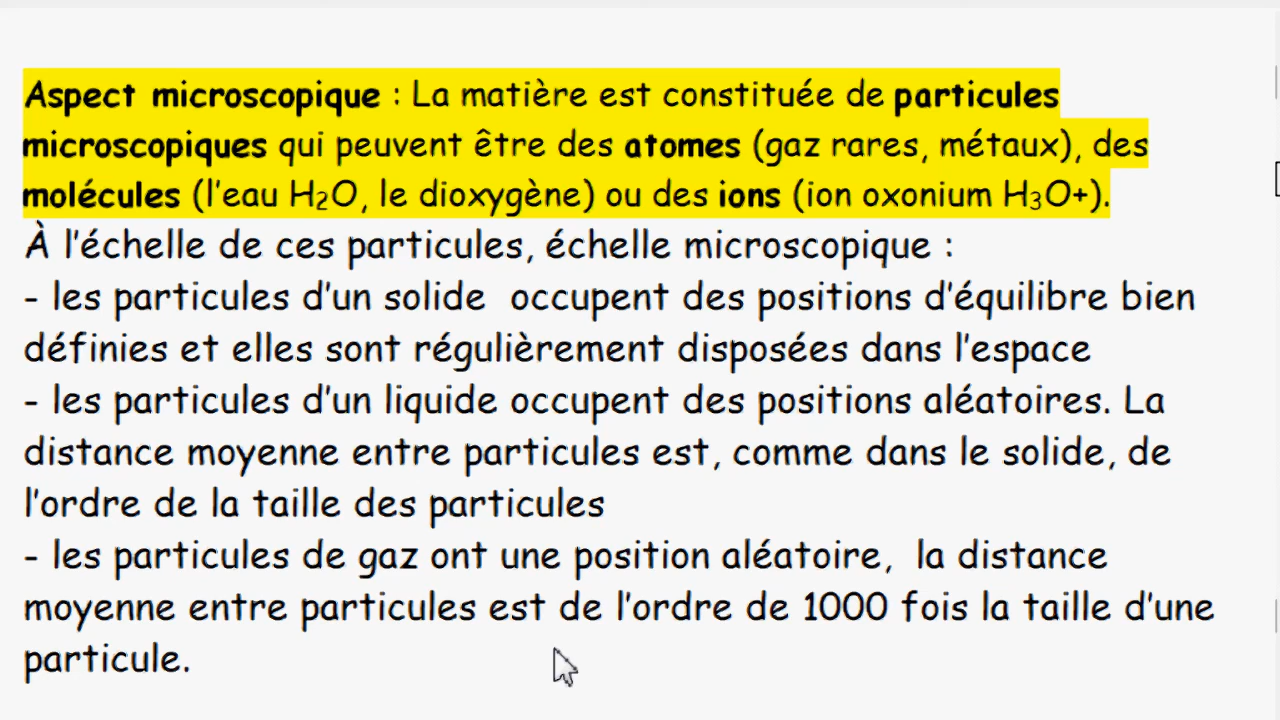 Aspect microscopique : La matière est constituée de particules
microscopiques qui peuvent être des atomes (gaz rares, métaux), des
molécules (l'eau H2O, le dioxygène) ou des ions (ion oxonium H3O+).
À l'échelle de ces particules, échelle microscopique :
- les particules d'un solide occupent des positions d'équilibre bien
définies et elles sont régulièrement disposées dans l'espace
- les particules d'un liquide occupent des positions aléatoires. La
distance moyenne entre particules est, comme dans le solide, de
l'ordre de la taille des particules
- les particules de gaz ont une position aléatoire, la distance
moyenne entre particules est de l'ordre de 1000 fois la taille d'une
particule.